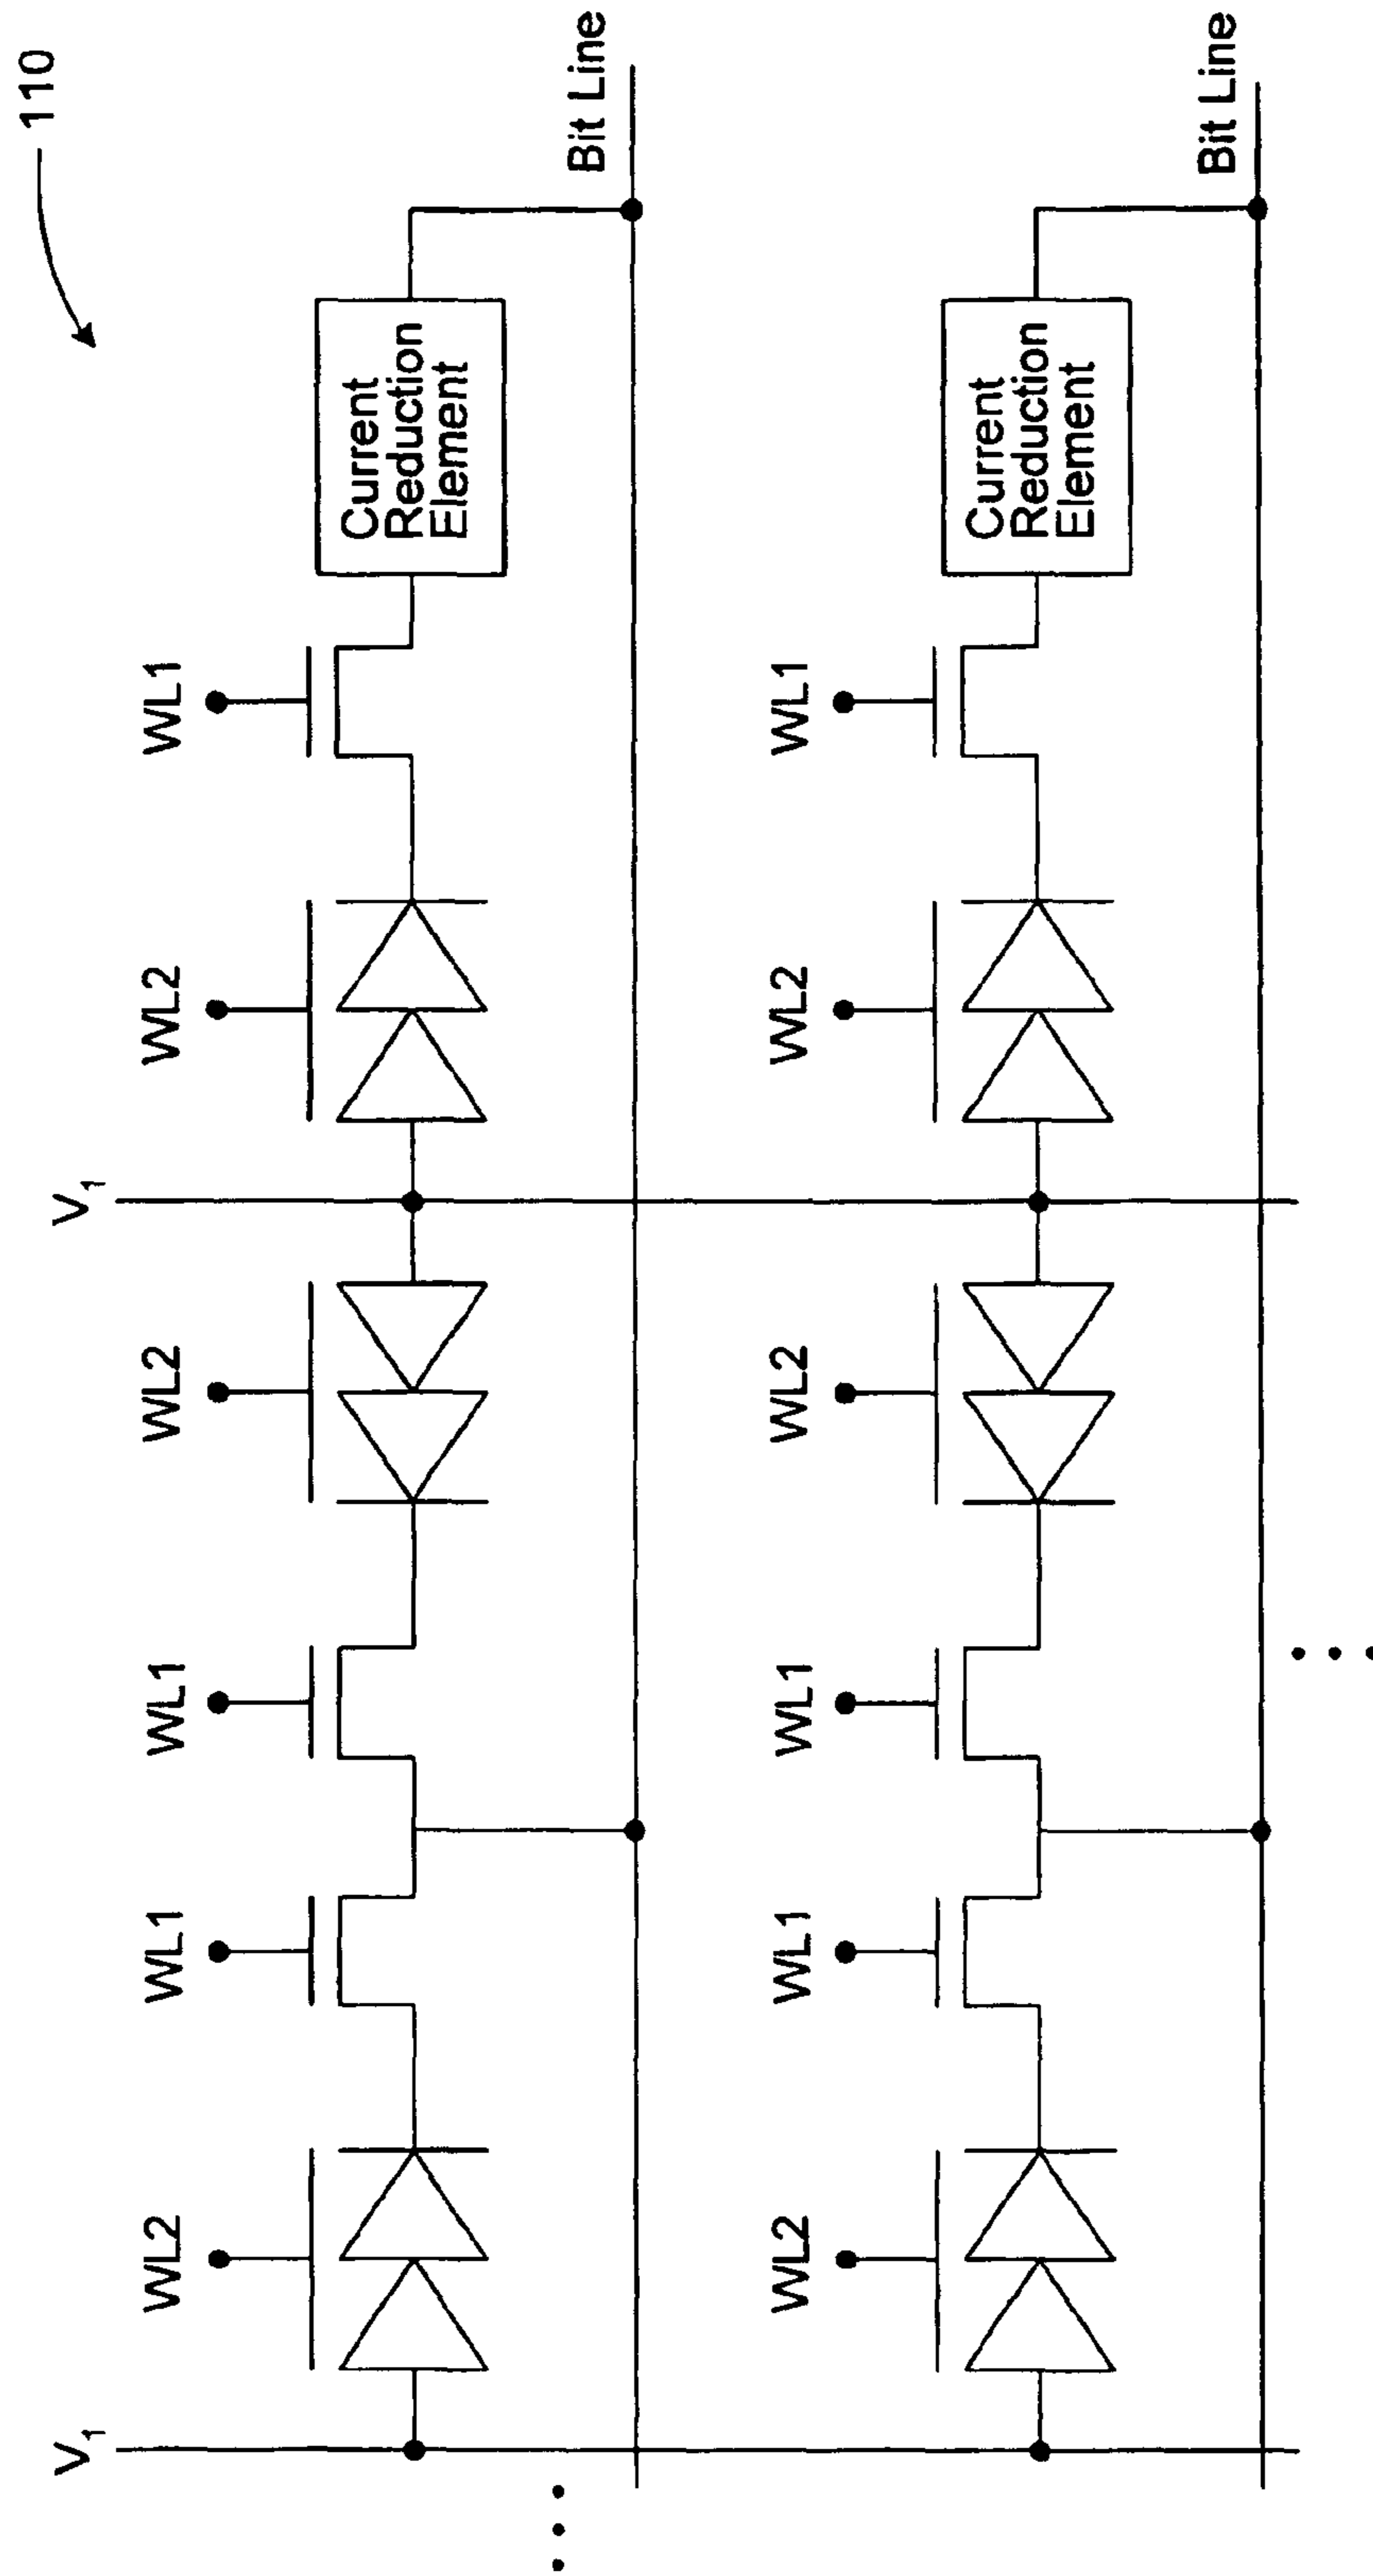 110
V₁
V₁
WL2
WL1
WL1
WL2
WL2
WL1
Current
Reduction
Element
Bit Line
WL2
WL1
WL1
WL2
WL2
WL1
Current
Reduction
Element
Bit Line